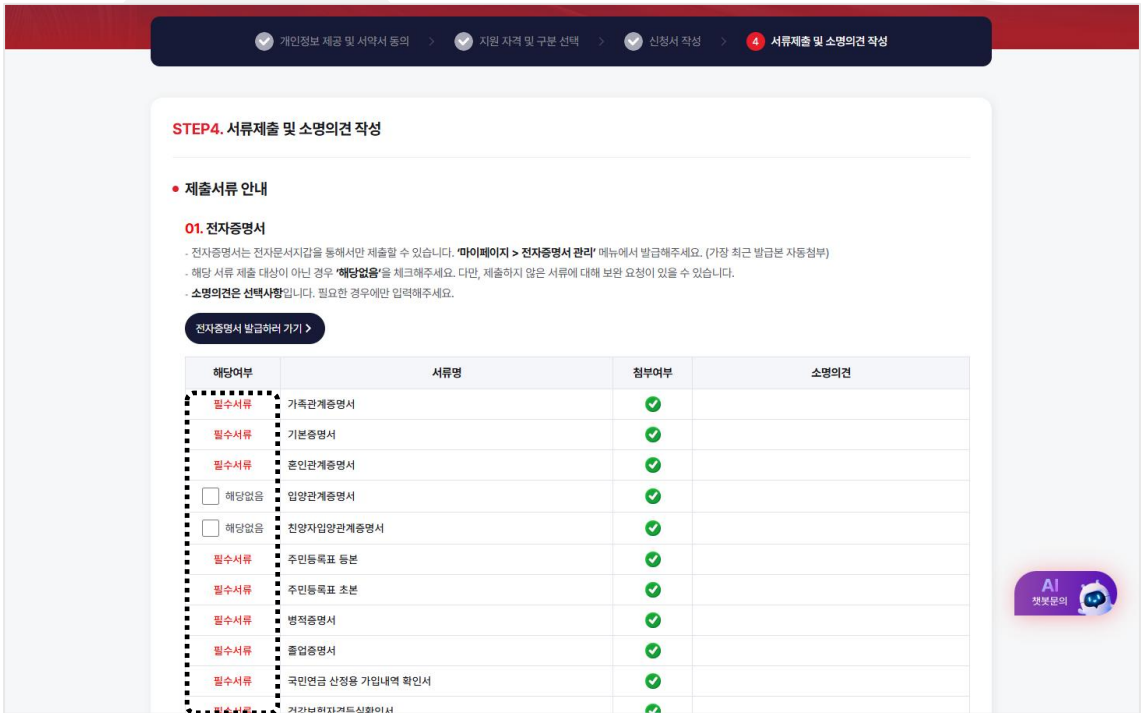 개인정보 제공 및 서약서 동의 > 지원 자격 및 구분 선택 > 신청서 작성 > 4 서류제출 및 소명의견 작성
STEP4. 서류제출 및 소명의견 작성
• 제출서류 안내
01. 전자증명서
- 전자증명서는 전자문서지갑을 통해서만 제출할 수 있습니다. '마이페이지 > 전자증명서 관리' 메뉴에서 발급해주세요. (가장 최근 발급본 자동첨부)
- 해당 서류 제출 대상이 아닌 경우 '해당없음'을 체크해주세요. 다만, 제출하지 않은 서류에 대해 보완 요청이 있을 수 있습니다.
- 소명의견은 선택사항입니다. 필요한 경우에만 입력해주세요.
전자증명서 발급하러 가기 >
해당여부 서류명 첨부여부 소명의견
필수서류 가족관계증명서
필수서류 기본증명서
필수서류 혼인관계증명서
해당없음 입양관계증명서
해당없음 친양자입양관계증명서
필수서류 주민등록표 등본
필수서류 주민등록표 초본
필수서류 병적증명서
필수서류 졸업증명서
필수서류 국민연금 산정용 가입내역 확인서
필수서류 건강보험자격득실확인서
AI
챗봇문의